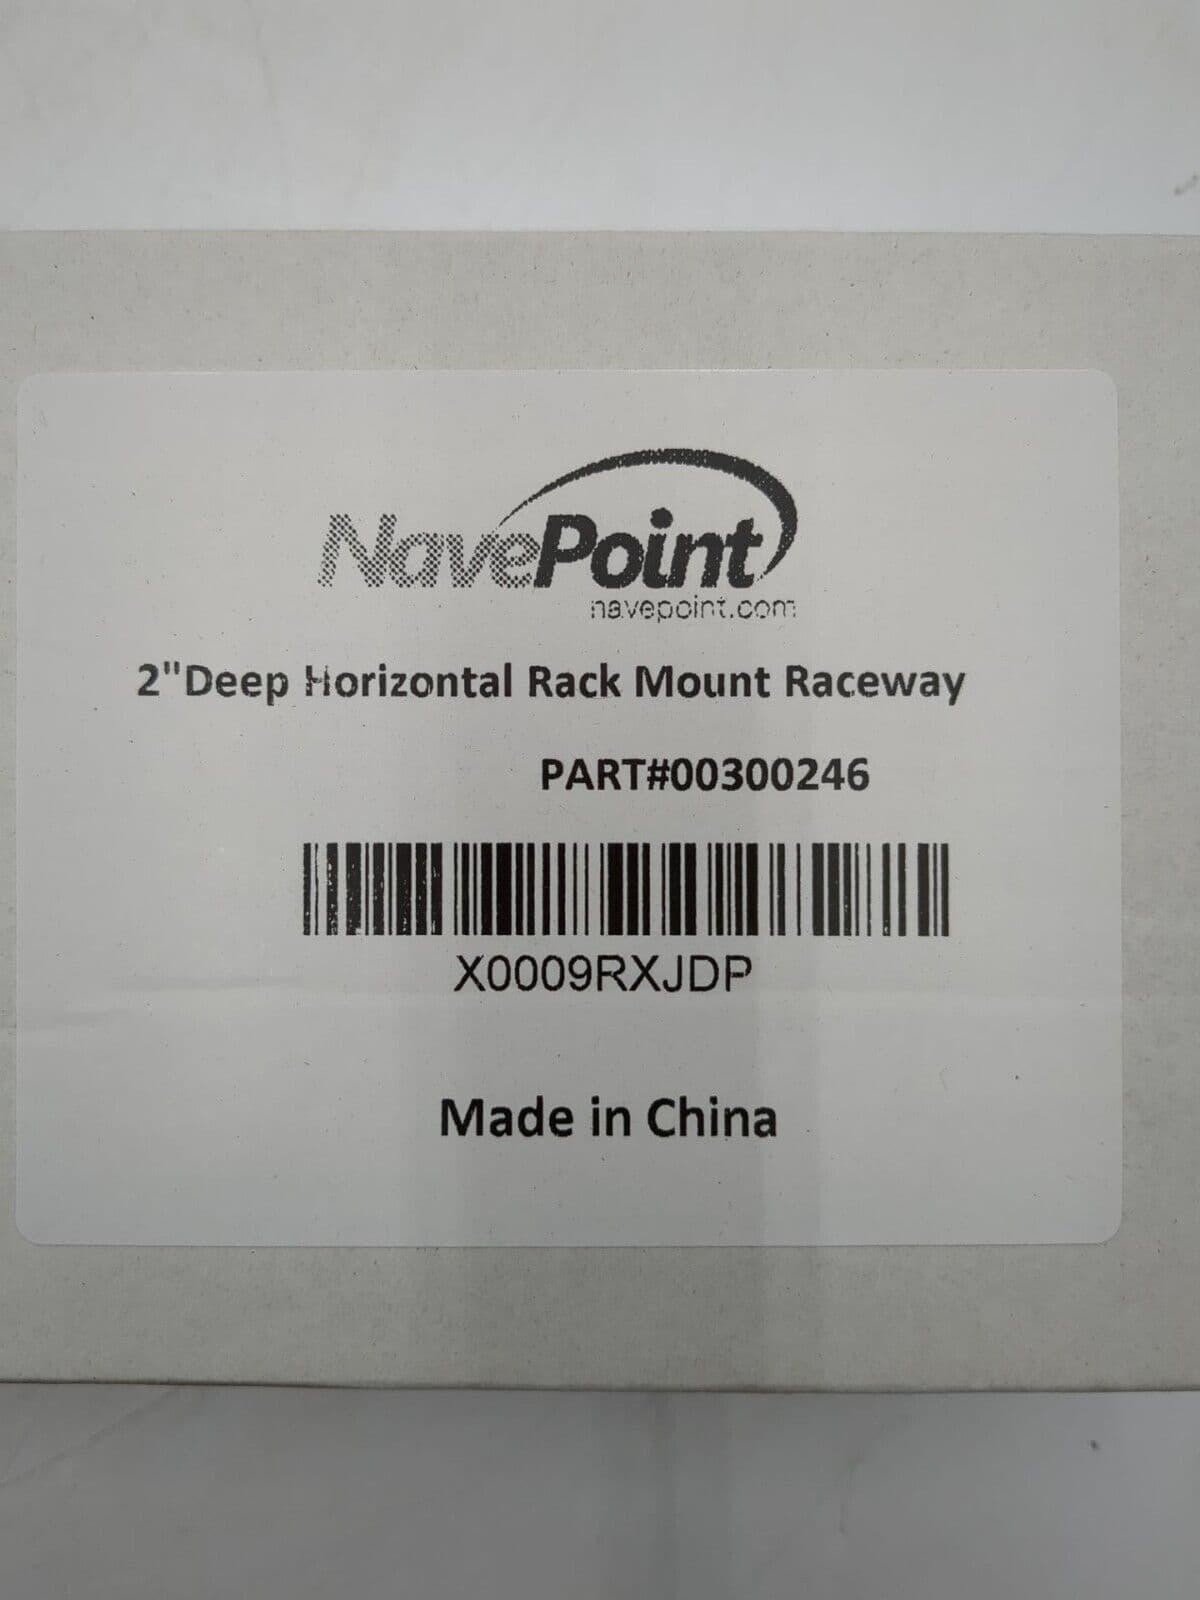 NavePoint
navepoint.com
2"Deep Horizontal Rack Mount Raceway
PART#00300246
X0009RXJDP
Made in China